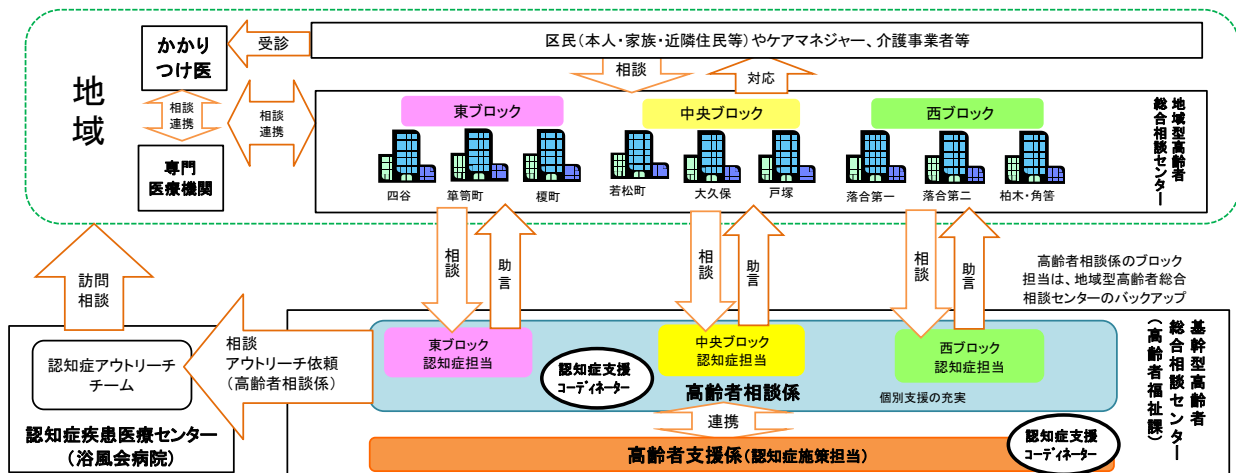 地域
かかり
つけ医
受診
相談
連携
専門
医療機関
相談
連携
区民（本人・家族・近隣住民等）やケアマネジャー、介護事業者等
相談
対応
東ブロック
中央ブロック
西ブロック
四谷
箪笥町
榎町
若松町
大久保
戸塚
落合第一
落合第二
柏木・角筈
地域型高齢者
総合相談センター
相談
助言
相談
助言
相談
助言
高齢者相談係のブロック
担当は、地域型高齢者総合
相談センターのバックアップ
訪問
相談
認知症アウトリーチ
チーム
認知症疾患医療センター
（浴風会病院）
相談
アウトリーチ依頼
（高齢者相談係）
東ブロック
認知症担当
中央ブロック
認知症担当
西ブロック
認知症担当
認知症支援
ｺｰﾃﾞｨﾈｰﾀｰ
高齢者相談係
個別支援の充実
連携
認知症支援
ｺｰﾃﾞｨﾈｰﾀｰ
高齢者支援係（認知症施策担当）
基幹型高齢者
総合相談センター
（高齢者福祉課）